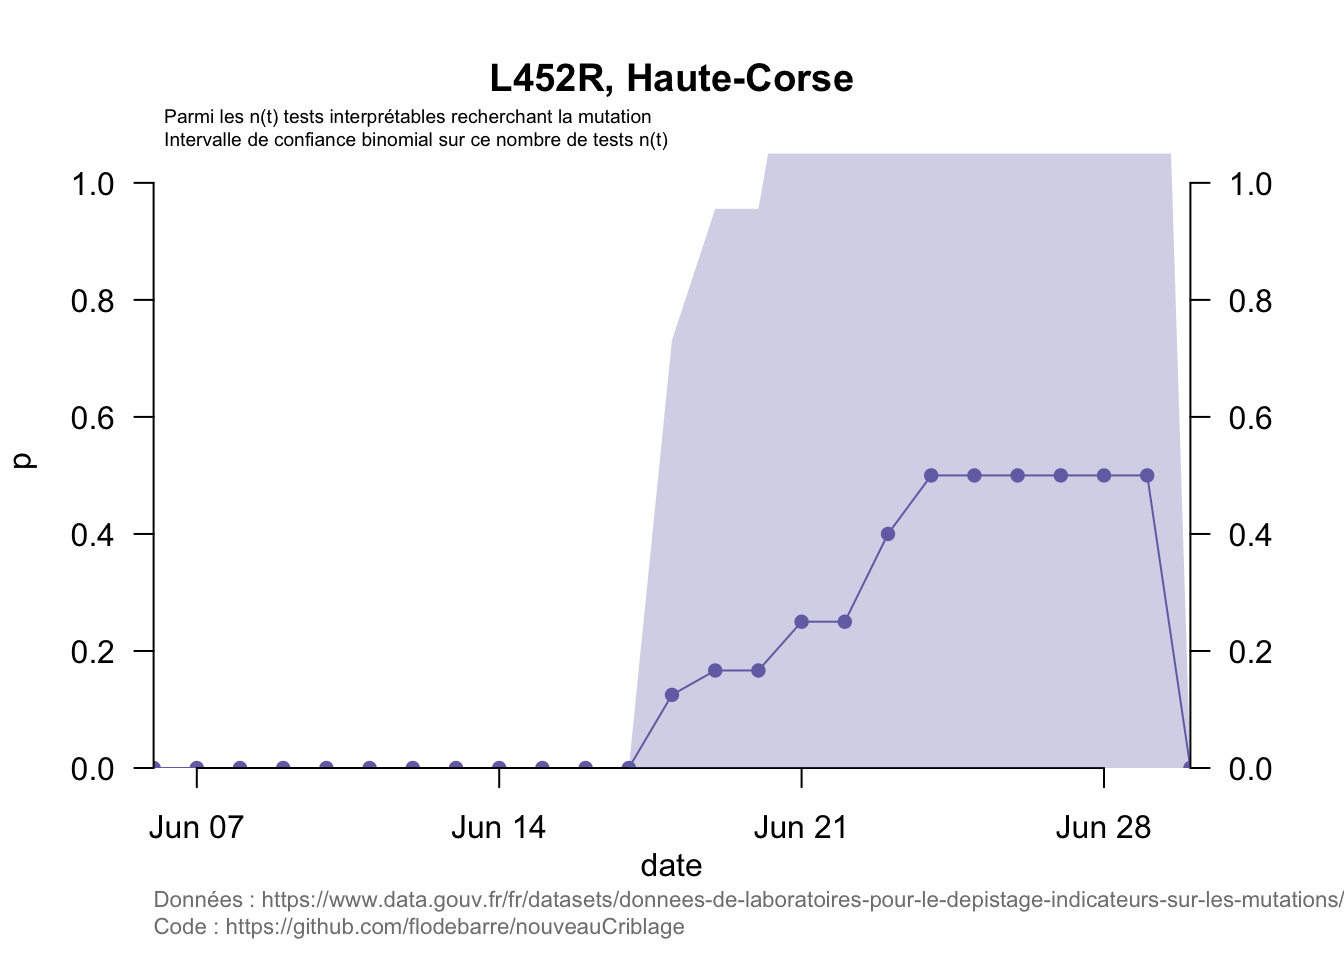 L452R, Haute-Corse
Parmi les n(t) tests interprétables recherchant la mutation
Intervalle de confiance binomial sur ce nombre de tests n(t)
1.0
1.0
0.8
0.8
0.6
0.6
p
0.4
0.4
0.2
0.2
0.0
0.0
Jun 07
Jun 14
Jun 21
Jun 28
date
Données : https://www.data.gouv.fr/fr/datasets/donnees-de-laboratoires-pour-le-depistage-indicateurs-sur-les-mutations/
Code : https://github.com/flodebarre/nouveauCriblage